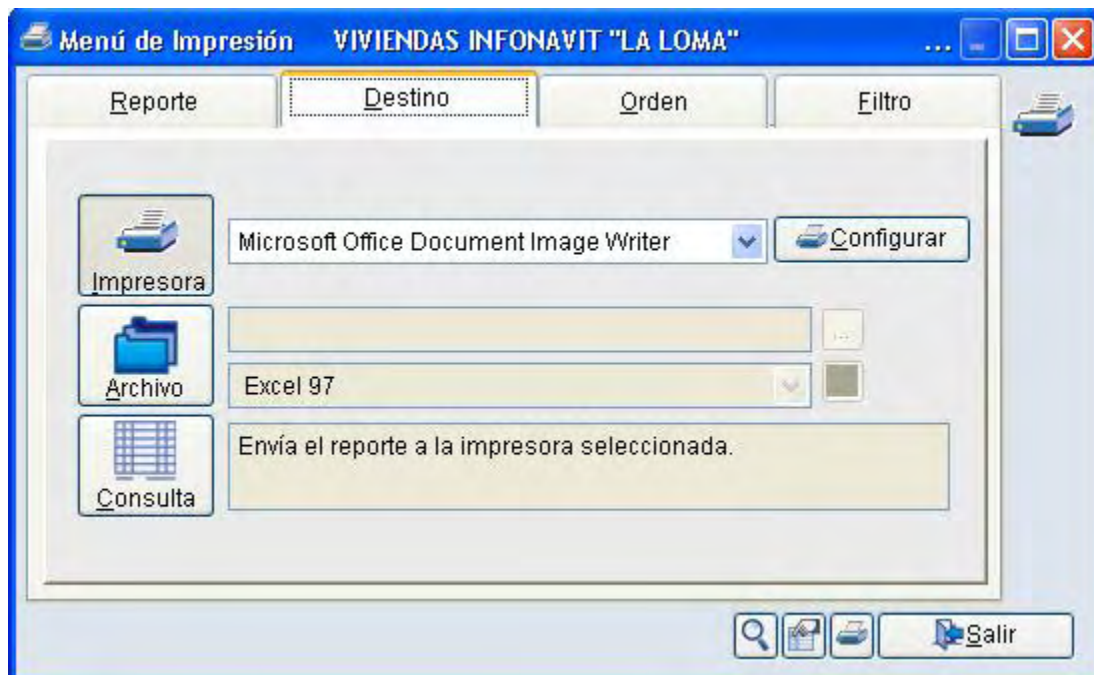 Menú de Impresión VIVIENDAS INFONAVIT "LA LOMA" ...
Reporte Destino Orden Filtro
Impresora Microsoft Office Document Image Writer Configurar
...
Archivo Excel 97
Envía el reporte a la impresora seleccionada.
Consulta
Salir